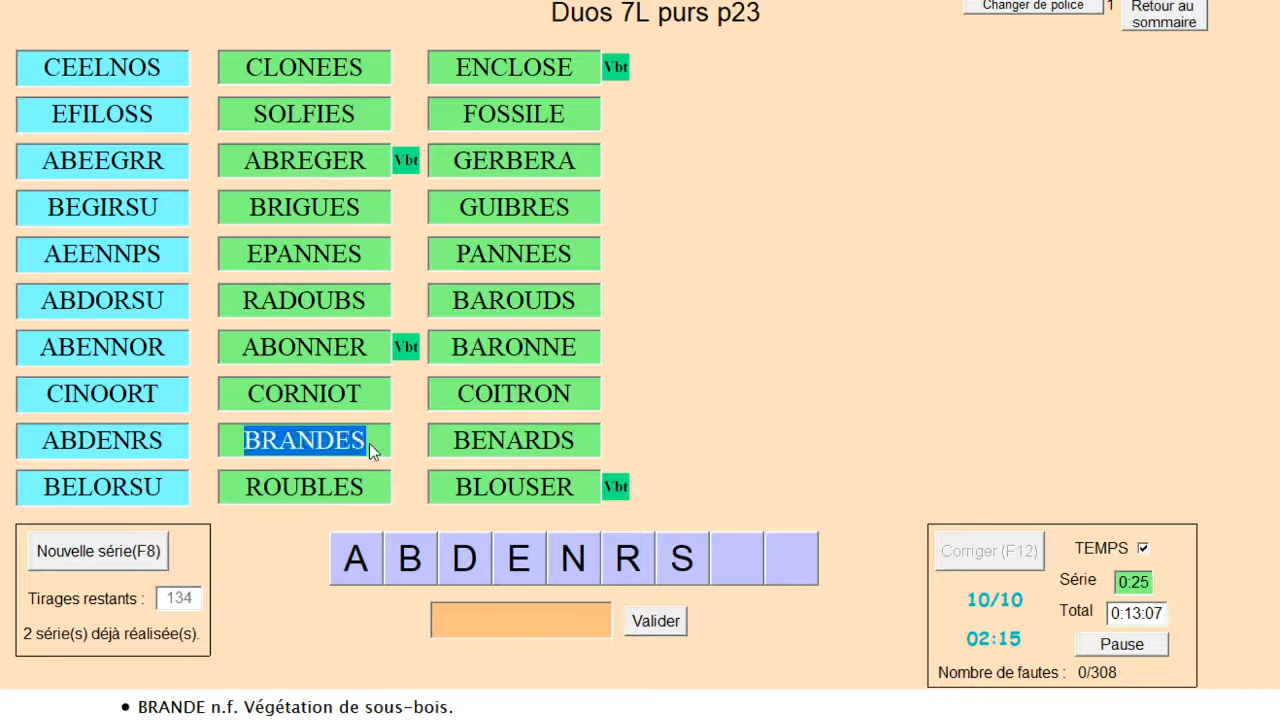 Duos 7L purs p23
Changer de police 1
Retour au
sommaire
CEELNOS CLONEES ENCLOSE Vbt
EFILOSS SOLFIES FOSSILE
ABEEGRR ABREGER Vbt GERBERA
BEGIRSU BRIGUES GUIBRES
AEENNPS EPANNES PANNEES
ABDORSU RADOUBS BAROUDS
ABENNOR ABONNER Vbt BARONNE
CINOORT CORNIOT COITRON
ABDENRS BRANDES BENARDS
BELORSU ROUBLES BLOUSER Vbt
Nouvelle série(F8)
Tirages restants : 134
2 série(s) déjà réalisée(s).
A B D E N R S
Valider
Corriger (F12)
TEMPS
Série 0:25
10/10
Total 0:13:07
02:15
Pause
Nombre de fautes : 0/308
• BRANDE n.f. Végétation de sous-bois.